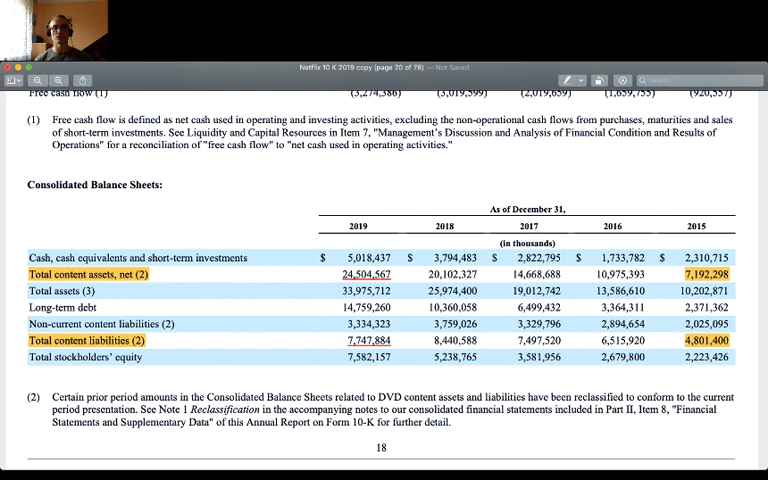 Netflix 10 K 2019 copy (page 20 of 78) — Not Saved
Search
Free cash flow (1) (3,274,386) (3,019,599) (2,019,659) (1,659,755) (920,557)
(1) Free cash flow is defined as net cash used in operating and investing activities, excluding the non-operational cash flows from purchases, maturities and sales
of short-term investments. See Liquidity and Capital Resources in Item 7, "Management's Discussion and Analysis of Financial Condition and Results of
Operations" for a reconciliation of "free cash flow" to "net cash used in operating activities."
Consolidated Balance Sheets:
As of December 31,
2019 2018 2017 2016 2015
(in thousands)
Cash, cash equivalents and short-term investments $ 5,018,437 $ 3,794,483 $ 2,822,795 $ 1,733,782 $ 2,310,715
Total content assets, net (2) 24,504,567 20,102,327 14,668,688 10,975,393 7,192,298
Total assets (3) 33,975,712 25,974,400 19,012,742 13,586,610 10,202,871
Long-term debt 14,759,260 10,360,058 6,499,432 3,364,311 2,371,362
Non-current content liabilities (2) 3,334,323 3,759,026 3,329,796 2,894,654 2,025,095
Total content liabilities (2) 7,747,884 8,440,588 7,497,520 6,515,920 4,801,400
Total stockholders' equity 7,582,157 5,238,765 3,581,956 2,679,800 2,223,426
(2) Certain prior period amounts in the Consolidated Balance Sheets related to DVD content assets and liabilities have been reclassified to conform to the current
period presentation. See Note 1 Reclassification in the accompanying notes to our consolidated financial statements included in Part II, Item 8, "Financial
Statements and Supplementary Data" of this Annual Report on Form 10-K for further detail.
18